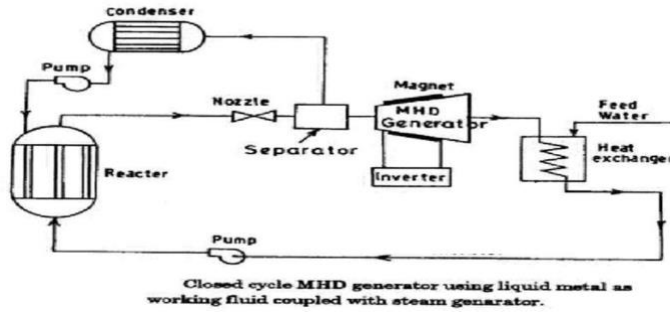 Condenser
Pump
Nozzle
Magnet
MHD
Generator
Feed
Water
Separator
Heat
exchanger
Reacter
Inverter
Pump
Closed cycle MHD generator using liquid metal as
working fluid coupled with steam genarator.